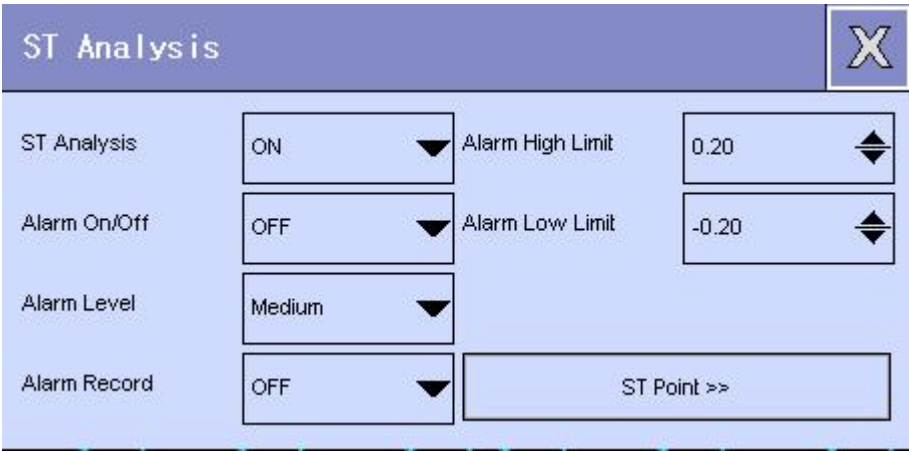 ST Analysis X
ST Analysis ON Alarm High Limit 0.20
Alarm On/Off OFF Alarm Low Limit -0.20
Alarm Level Medium
Alarm Record OFF ST Point >>